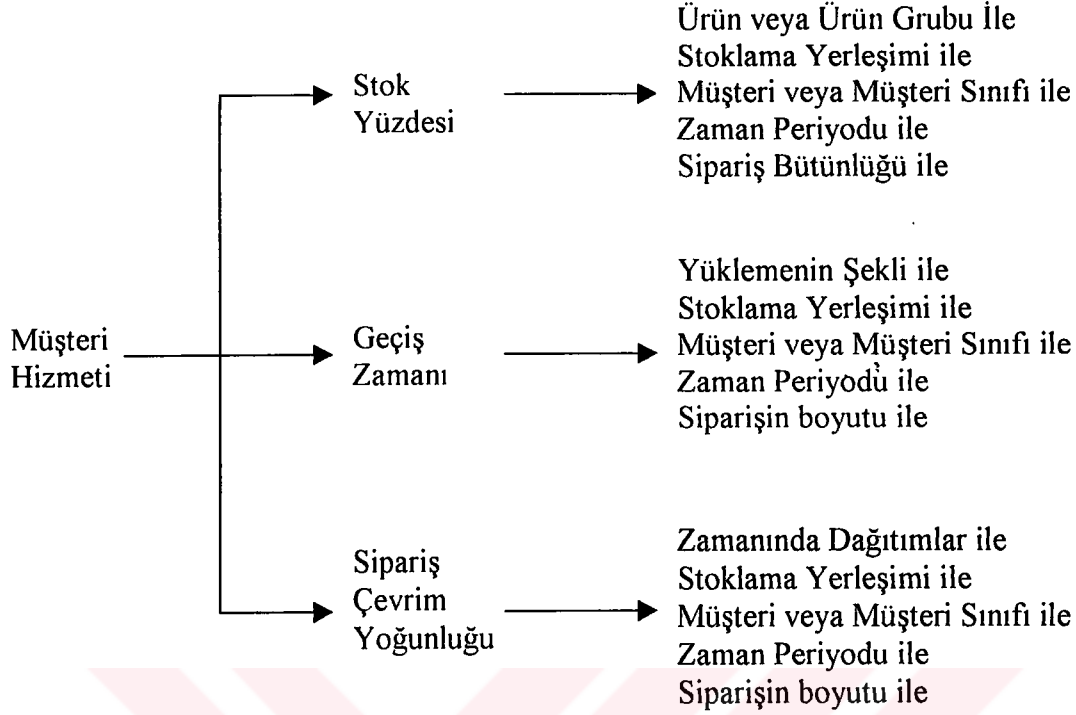 Ürün veya Ürün Grubu İle
Stoklama Yerleşimi ile
Müşteri veya Müşteri Sınıfı ile
Zaman Periyodu ile
Sipariş Bütünlüğü ile
Stok
Yüzdesi
Yüklemenin Şekli ile
Stoklama Yerleşimi ile
Müşteri veya Müşteri Sınıfı ile
Zaman Periyodu ile
Siparişin boyutu ile
Müşteri
Hizmeti
Geçiş
Zamanı
Zamanında Dağıtımlar ile
Stoklama Yerleşimi ile
Müşteri veya Müşteri Sınıfı ile
Zaman Periyodu ile
Siparişin boyutu ile
Sipariş
Çevrim
Yoğunluğu